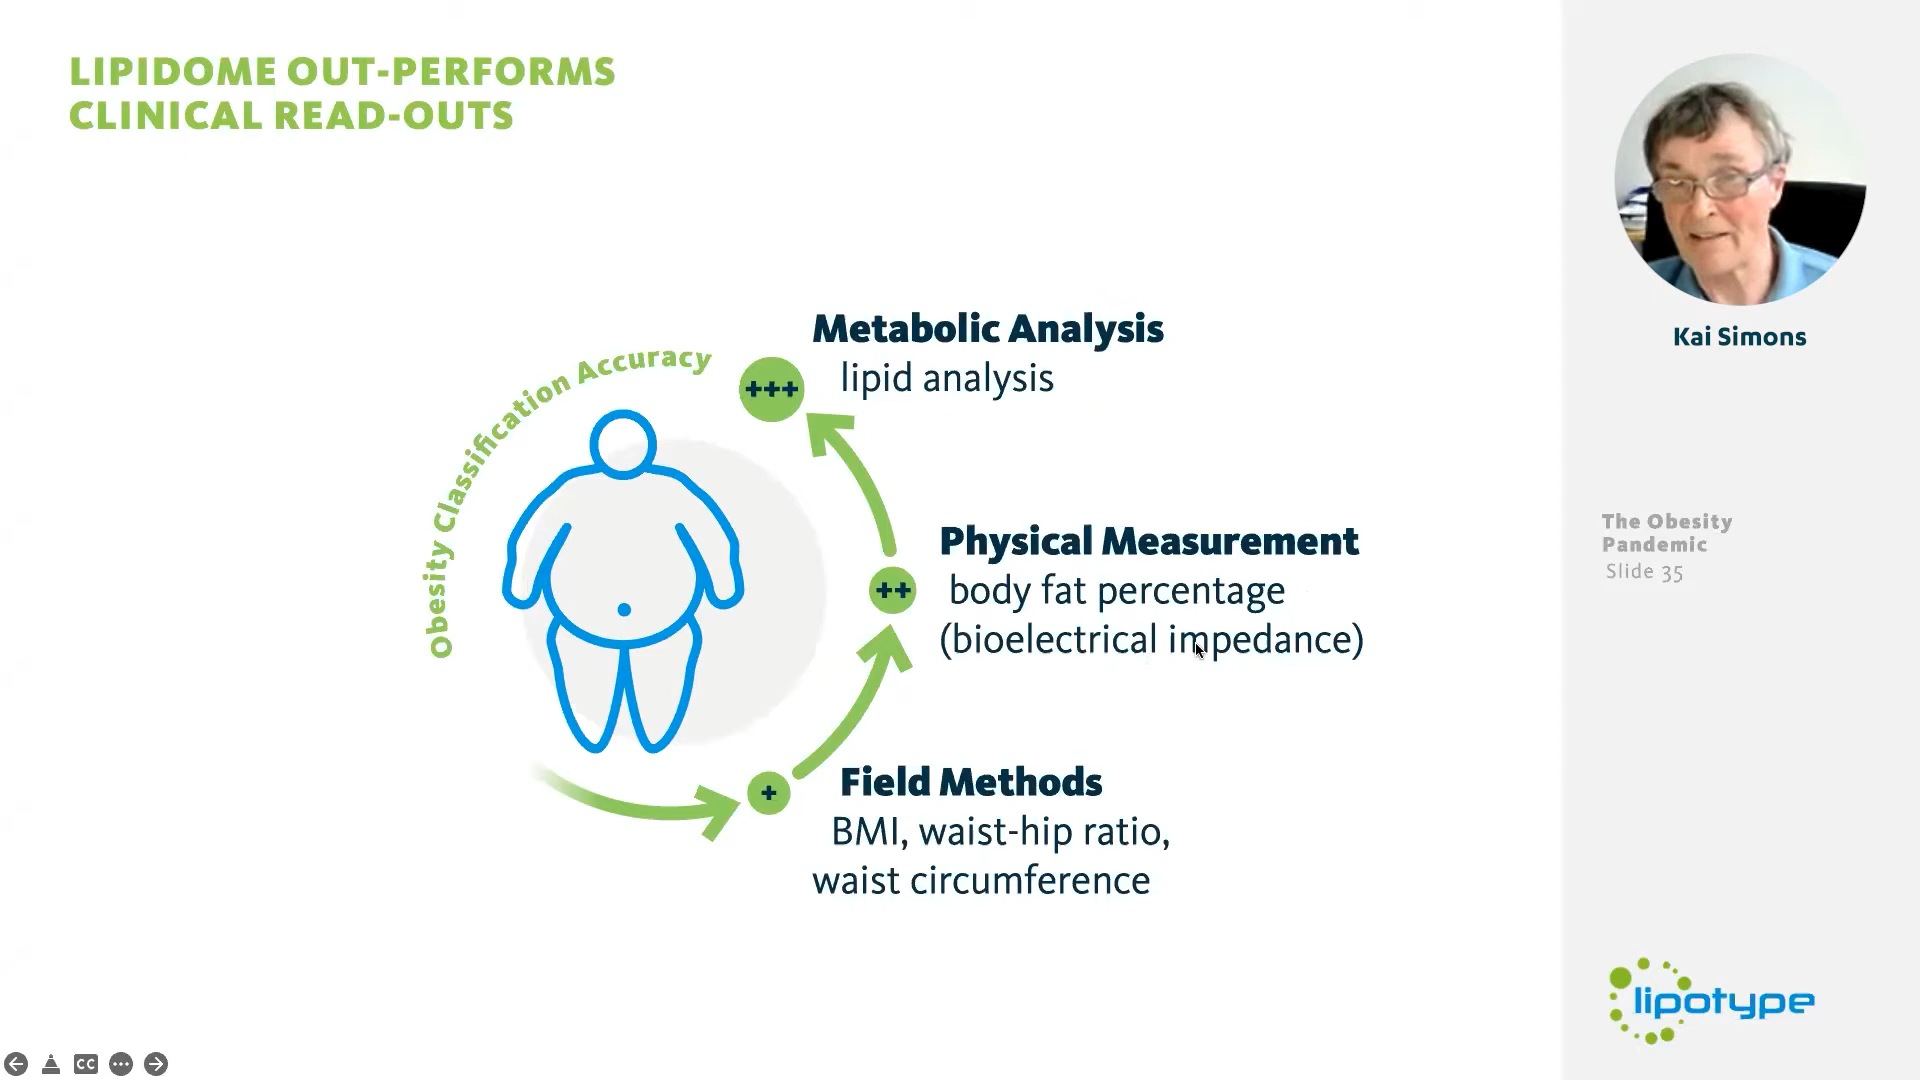 LIPIDOME OUT-PERFORMS
CLINICAL READ-OUTS
Obesity Classification Accuracy
+++
Metabolic Analysis
lipid analysis
++
Physical Measurement
body fat percentage
(bioelectrical impedance)
+
Field Methods
BMI, waist-hip ratio,
waist circumference
Kai Simons
The Obesity
Pandemic
Slide 35
lipotype
CC